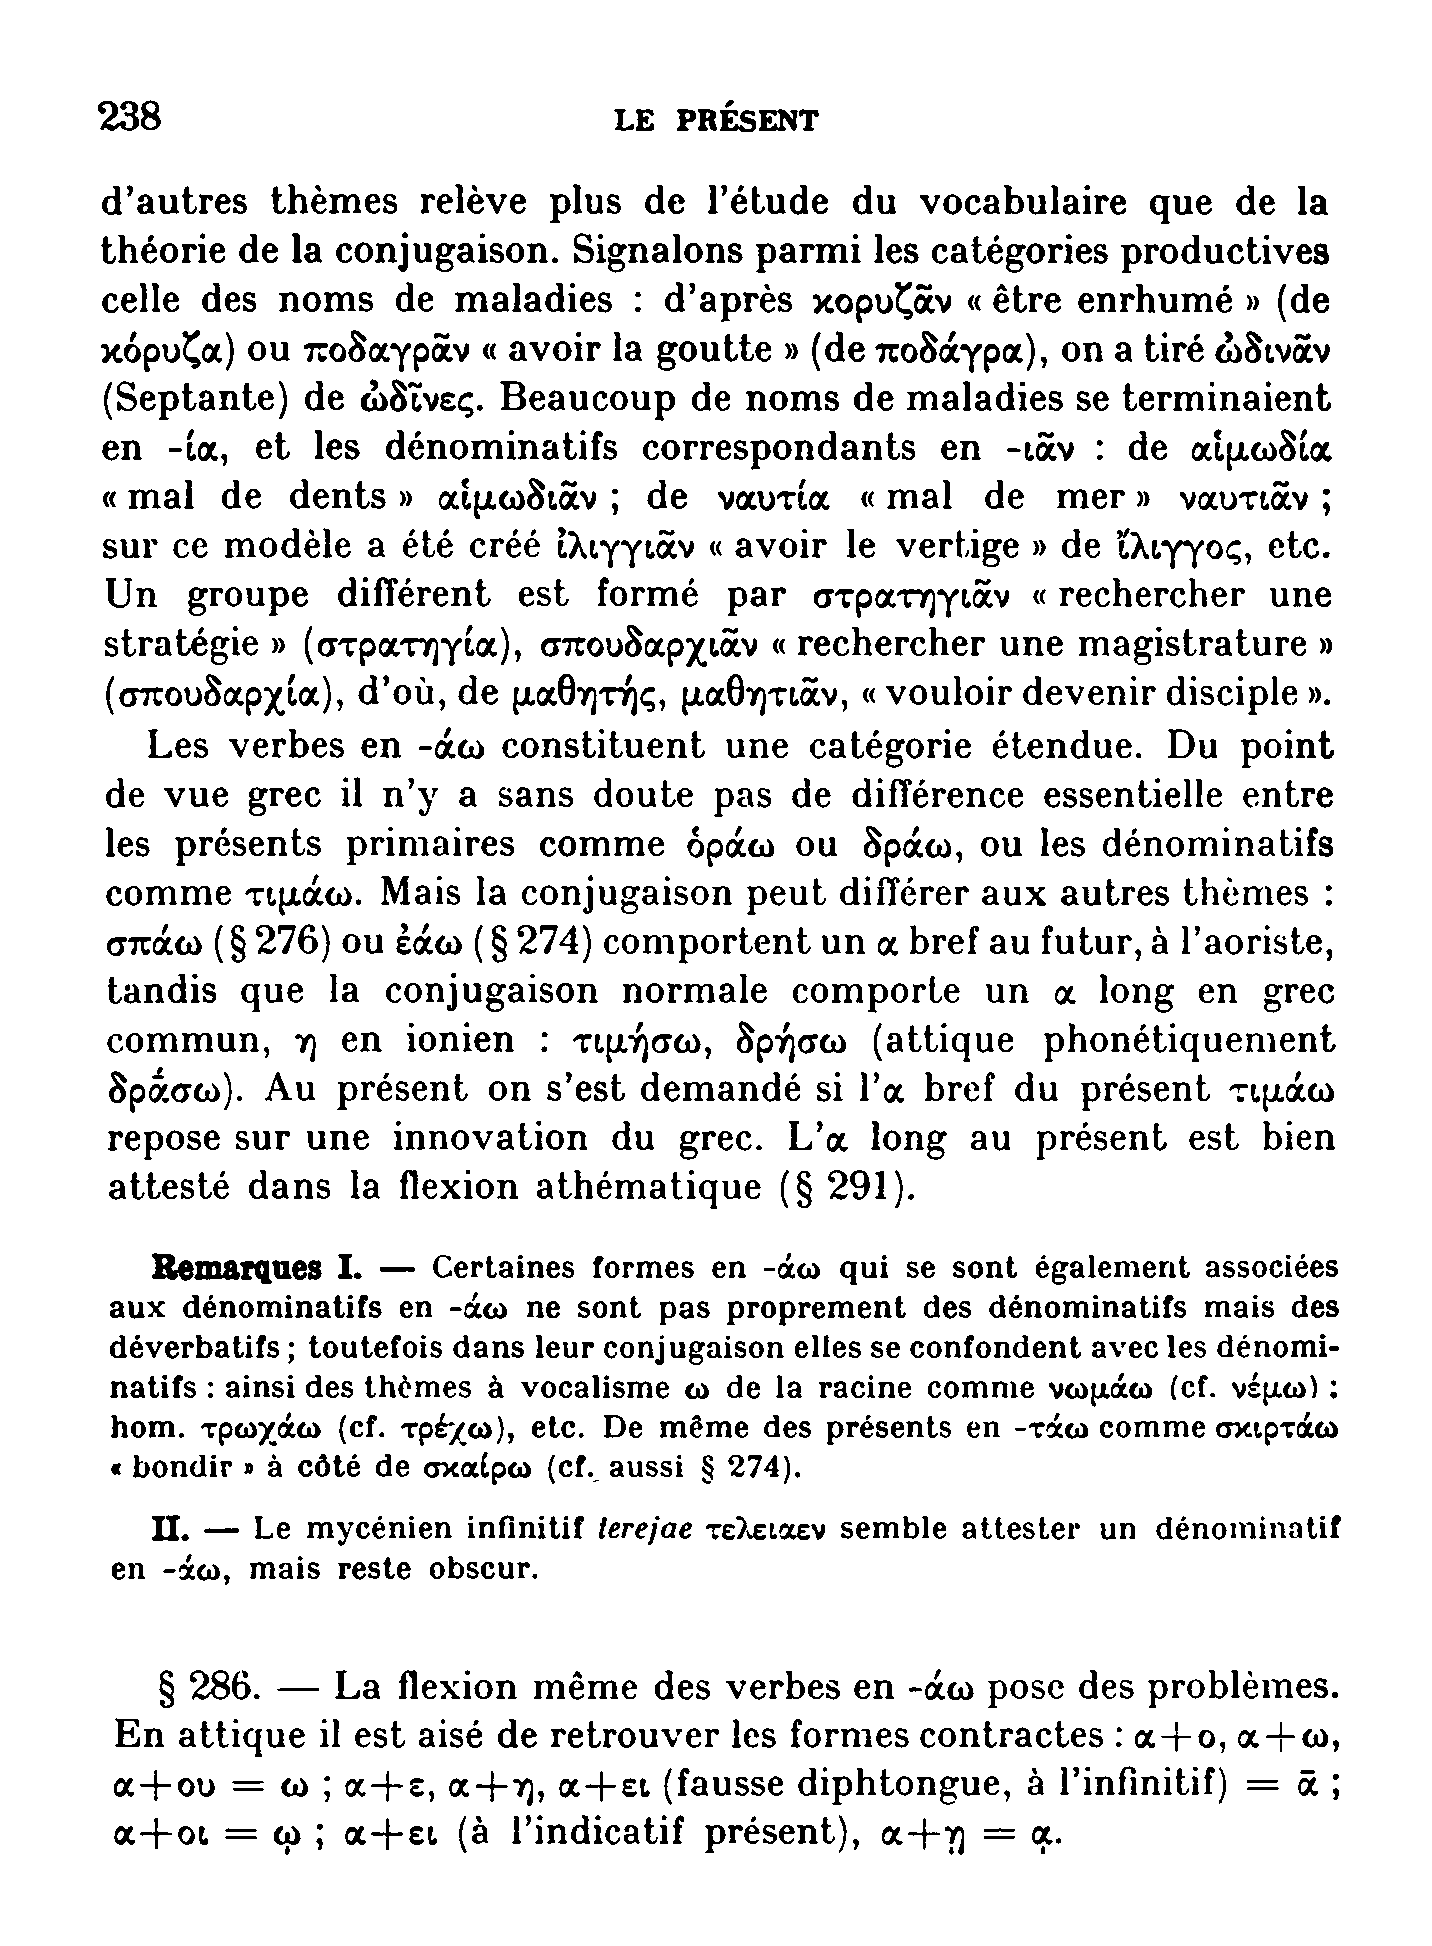 238 LE PRÉSENT
d'autres thèmes relève plus de l'étude du vocabulaire que de la
théorie de la conjugaison. Signalons parmi les catégories productives
celle des noms de maladies : d'après κορυζᾶν « être enrhumé » (de
κόρυζα) ou ποδαγρᾶν « avoir la goutte » (de ποδάγρα), on a tiré ὠδινᾶν
(Septante) de ὠδῖνες. Beaucoup de noms de maladies se terminaient
en -ία, et les dénominatifs correspondants en -ιᾶν : de αἱμωδία
« mal de dents » αἱμωδιᾶν ; de ναυτία « mal de mer » ναυτιᾶν ;
sur ce modèle a été créé ἰλιγγιᾶν « avoir le vertige » de ἴλιγγος, etc.
Un groupe différent est formé par στρατηγιᾶν « rechercher une
stratégie » (στρατηγία), σπουδαρχιᾶν « rechercher une magistrature »
(σπουδαρχία), d'où, de μαθητής, μαθητιᾶν, « vouloir devenir disciple ».
Les verbes en -άω constituent une catégorie étendue. Du point
de vue grec il n'y a sans doute pas de différence essentielle entre
les présents primaires comme ὁράω ou δράω, ou les dénominatifs
comme τιμάω. Mais la conjugaison peut différer aux autres thèmes :
σπάω (§ 276) ou ἐάω (§ 274) comportent un α bref au futur, à l'aoriste,
tandis que la conjugaison normale comporte un α long en grec
commun, η en ionien : τιμήσω, δρήσω (attique phonétiquement
δρᾱ́σω). Au présent on s'est demandé si l'α bref du présent τιμάω
repose sur une innovation du grec. L'α long au présent est bien
attesté dans la flexion athématique (§ 291).
Remarques I. — Certaines formes en -άω qui se sont également associées
aux dénominatifs en -άω ne sont pas proprement des dénominatifs mais des
déverbatifs ; toutefois dans leur conjugaison elles se confondent avec les dénomi-
natifs : ainsi des thèmes à vocalisme ω de la racine comme νωμάω (cf. νέμω) ;
hom. τρωχάω (cf. τρέχω), etc. De même des présents en -τάω comme σκιρτάω
« bondir » à côté de σκαίρω (cf. aussi § 274).
II. — Le mycénien infinitif terejae τελειαεν semble attester un dénominatif
en -άω, mais reste obscur.
§ 286. — La flexion même des verbes en -άω pose des problèmes.
En attique il est aisé de retrouver les formes contractes : α+ο, α+ω,
α+ου = ω ; α+ε, α+η, α+ει (fausse diphtongue, à l'infinitif) = ᾱ ;
α+οι = ῳ ; α+ει (à l'indicatif présent), α+ῃ = ᾳ.